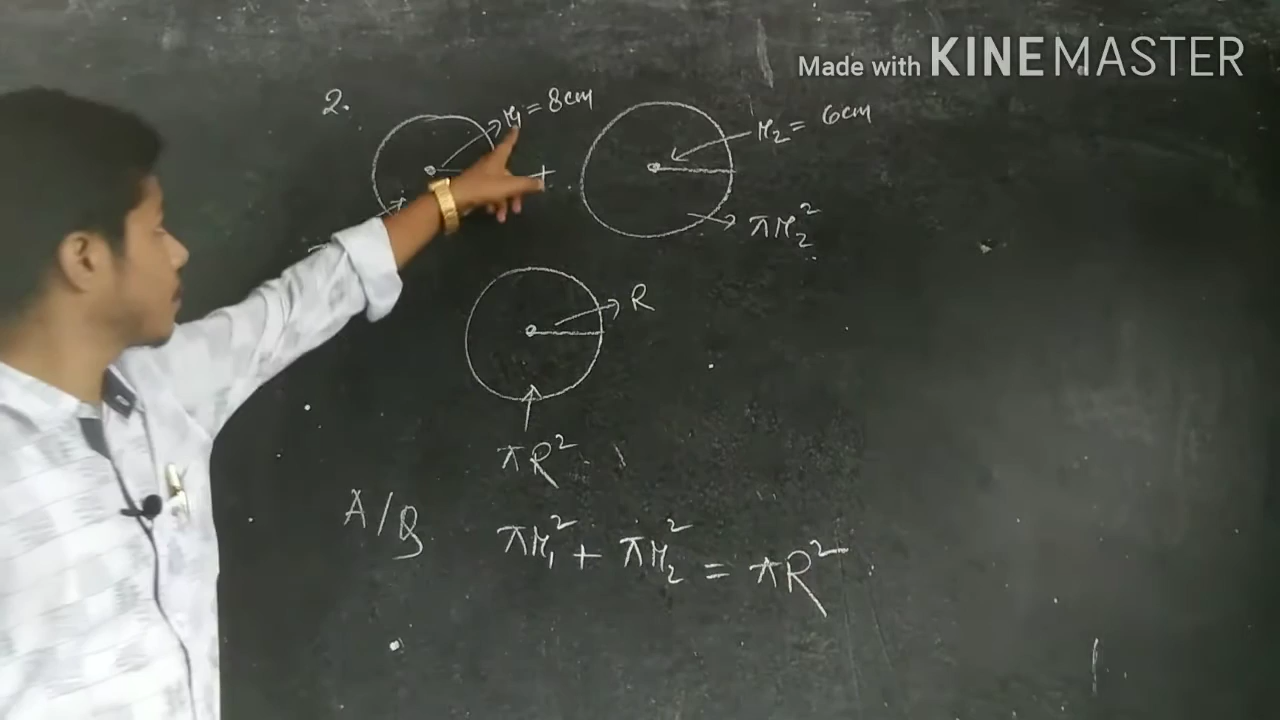 Made with KINEMASTER
2.
r₁ = 8cm
+
r₂ = 6cm
πr₂²
R
πR²
A/Q πr₁² + πr₂² = πR²